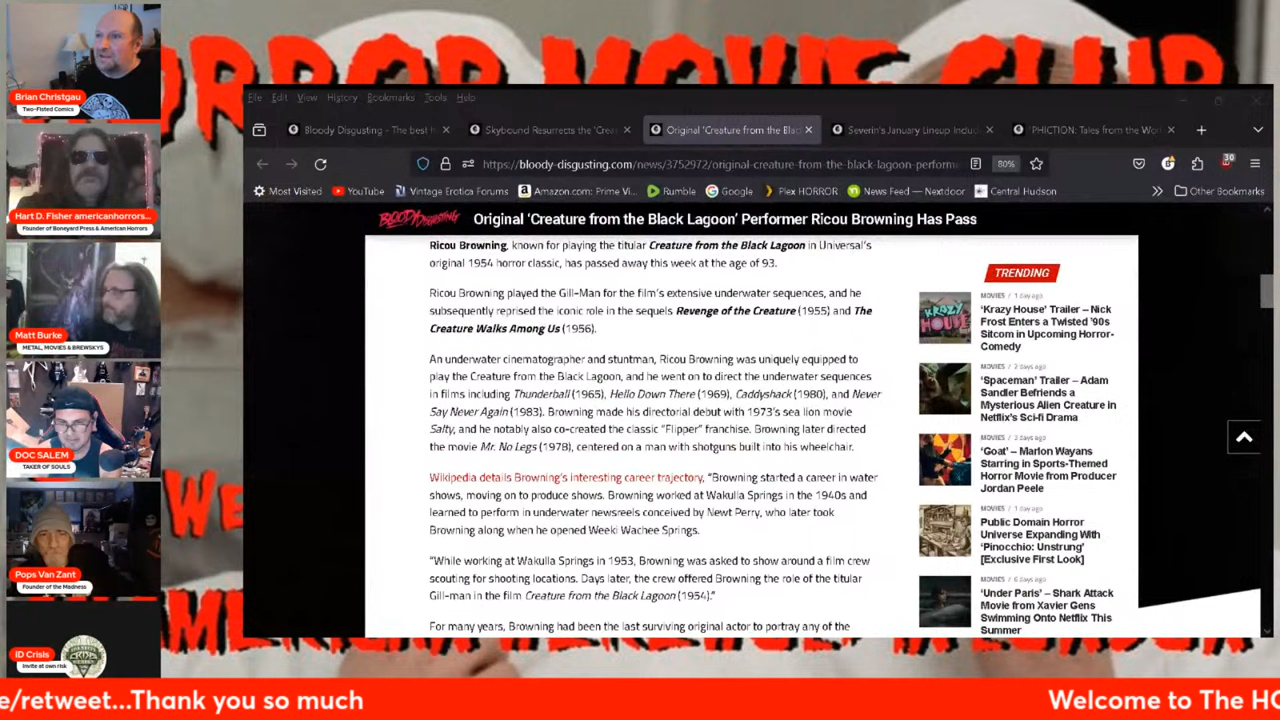 HORROR MOVIE CLUB
Brian Christgau
Two-Fisted Comics
Hart D. Fisher americanhorrors...
Founder of Boneyard Press & American Horrors
Matt Burke
METAL, MOVIES & BREWSKYS
DOC SALEM
TAKER OF SOULS
Pops Van Zant
Founder of the Madness
ID Crisis
Invite at own risk
File Edit View History Bookmarks Tools Help
Bloody Disgusting - The best h
Skybound Resurrects the 'Crea
Original 'Creature from the Blac
Severin's January Lineup Includ
PHICTION: Tales from the Wo
https://bloody-disgusting.com/news/3752972/original-creature-from-the-black-lagoon-perform
80%
30
Most Visited YouTube Vintage Erotica Forums Amazon.com: Prime Vi... Rumble Google Plex HORROR News Feed — Nextdoor Central Hudson Other Bookmarks
BLOODY DISGUSTING Original 'Creature from the Black Lagoon' Performer Ricou Browning Has Pass
Ricou Browning, known for playing the titular Creature from the Black Lagoon in Universal's
original 1954 horror classic, has passed away this week at the age of 93.
Ricou Browning played the Gill-Man for the film's extensive underwater sequences, and he
subsequently reprised the iconic role in the sequels Revenge of the Creature (1955) and The
Creature Walks Among Us (1956).
An underwater cinematographer and stuntman, Ricou Browning was uniquely equipped to
play the Creature from the Black Lagoon, and he went on to direct the underwater sequences
in films including Thunderball (1965), Hello Down There (1969), Caddyshack (1980), and Never
Say Never Again (1983). Browning made his directorial debut with 1973's sea lion movie
Salty, and he notably also co-created the classic "Flipper" franchise. Browning later directed
the movie Mr. No Legs (1978), centered on a man with shotguns built into his wheelchair.
Wikipedia details Browning's interesting career trajectory, "Browning started a career in water
shows, moving on to produce shows. Browning worked at Wakulla Springs in the 1940s and
learned to perform in underwater newsreels conceived by Newt Perry, who later took
Browning along when he opened Weeki Wachee Springs.
"While working at Wakulla Springs in 1953, Browning was asked to show around a film crew
scouting for shooting locations. Days later, the crew offered Browning the role of the titular
Gill-man in the film Creature from the Black Lagoon (1954)."
For many years, Browning had been the last surviving original actor to portray any of the
TRENDING
MOVIES / 1 day ago
'Krazy House' Trailer – Nick
Frost Enters a Twisted '90s
Sitcom in Upcoming Horror-
Comedy
MOVIES / 2 days ago
'Spaceman' Trailer – Adam
Sandler Befriends a
Mysterious Alien Creature in
Netflix's Sci-fi Drama
MOVIES / 3 days ago
'Goat' – Marlon Wayans
Starring in Sports-Themed
Horror Movie from Producer
Jordan Peele
MOVIES / 1 day ago
Public Domain Horror
Universe Expanding With
'Pinocchio: Unstrung'
[Exclusive First Look]
MOVIES / 6 days ago
'Under Paris' – Shark Attack
Movie from Xavier Gens
Swimming Onto Netflix This
Summer
KRAZY HOUSE
e/retweet...Thank you so much
Welcome to The HO